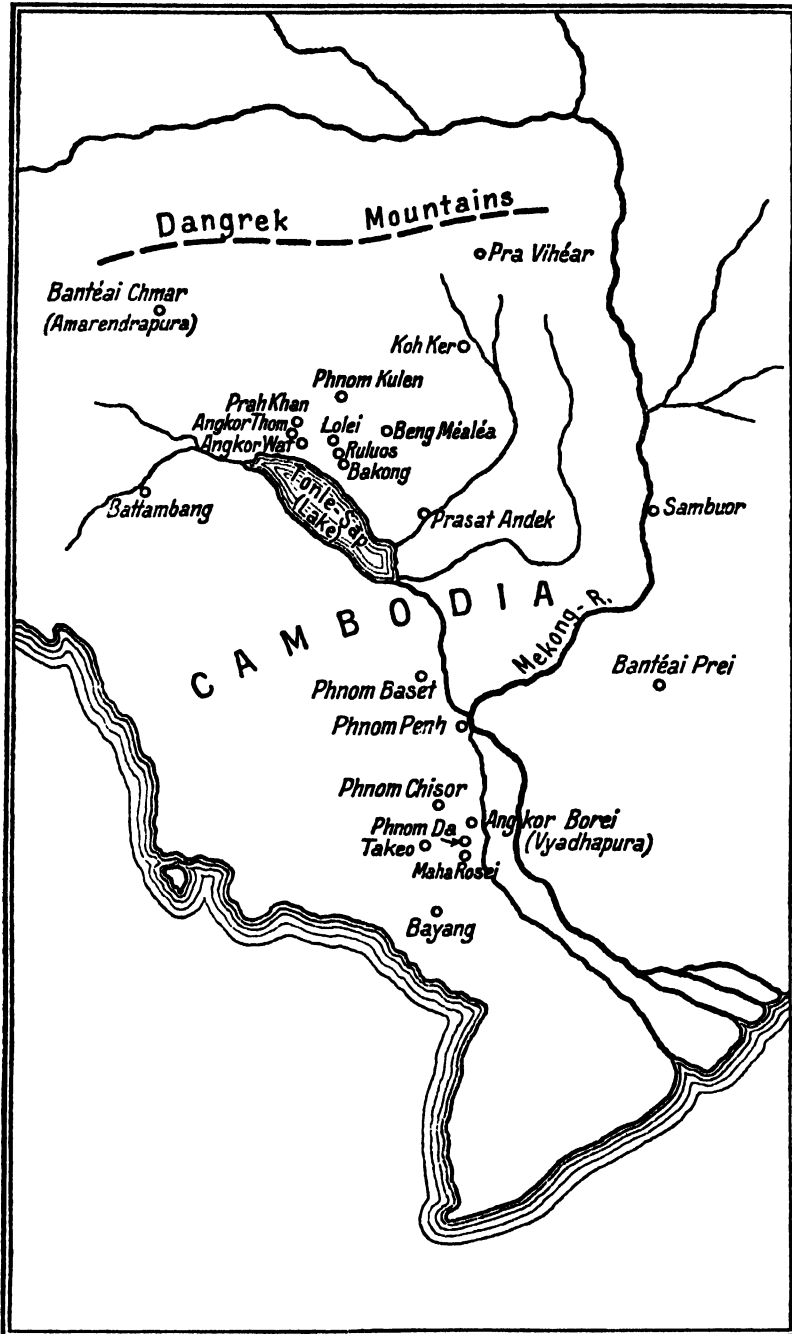 Dangrek Mountains
Pra Vihéar
Bantéai Chmar
(Amarendrapura)
Koh Ker
Phnom Kulen
Prah Khan
Angkor Thom
Lolei
Beng Méaléa
Angkor Wat
Ruluos
Bakong
Tonle-Sap
(Lake)
Battambang
Prasat Andek
Sambuor
CAMBODIA
Mekong-R.
Bantéai Prei
Phnom Baset
Phnom Penh
Phnom Chisor
Angkor Borei
(Vyadhapura)
Phnom Da
Takeo
Maha Rosei
Bayang